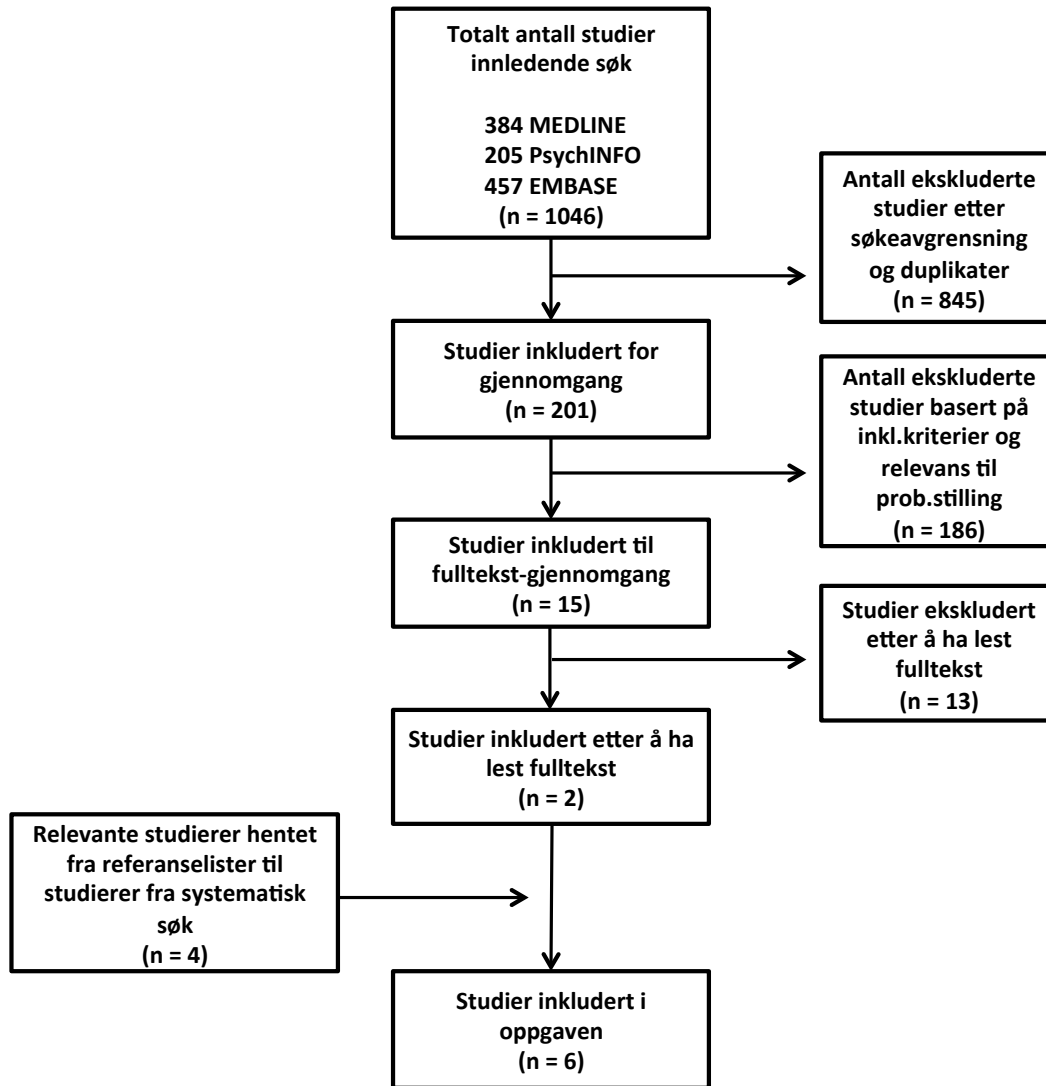 Totalt antall studier
innledende søk
384 MEDLINE
205 PsychINFO
457 EMBASE
(n = 1046)
Antall ekskluderte
studier etter
søkeavgrensning
og duplikater
(n = 845)
Studier inkludert for
gjennomgang
(n = 201)
Antall ekskluderte
studier basert på
inkl.kriterier og
relevans til
prob.stilling
(n = 186)
Studier inkludert til
fulltekst-gjennomgang
(n = 15)
Studier ekskludert
etter å ha lest
fulltekst
(n = 13)
Studier inkludert etter å ha
lest fulltekst
(n = 2)
Relevante studierer hentet
fra referanselister til
studierer fra systematisk
søk
(n = 4)
Studier inkludert i
oppgaven
(n = 6)